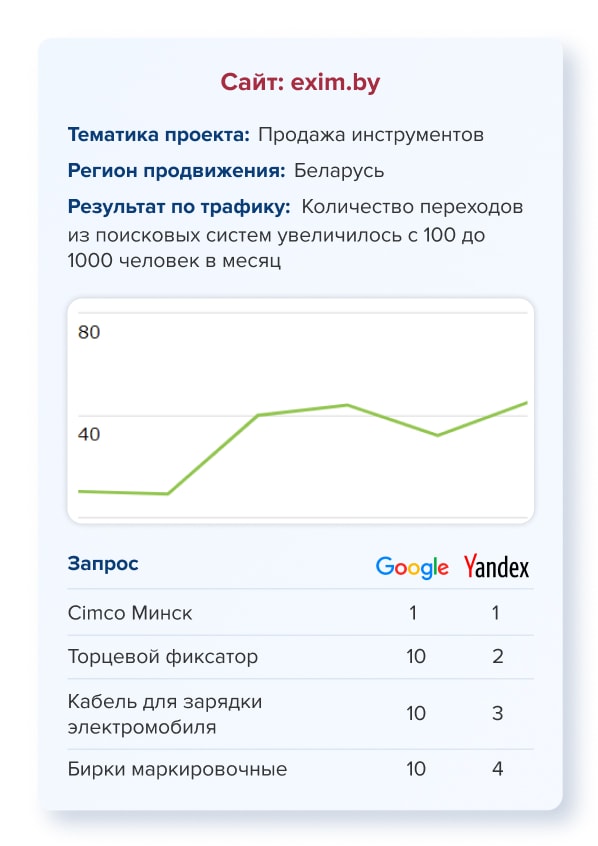 Сайт: exim.by
Тематика проекта: Продажа инструментов
Регион продвижения: Беларусь
Результат по трафику: Количество переходов
из поисковых систем увеличилось с 100 до
1000 человек в месяц
80
40
Запрос Google Yandex
Cimco Минск 1 1
Торцевой фиксатор 10 2
Кабель для зарядки
электромобиля 10 3
Бирки маркировочные 10 4